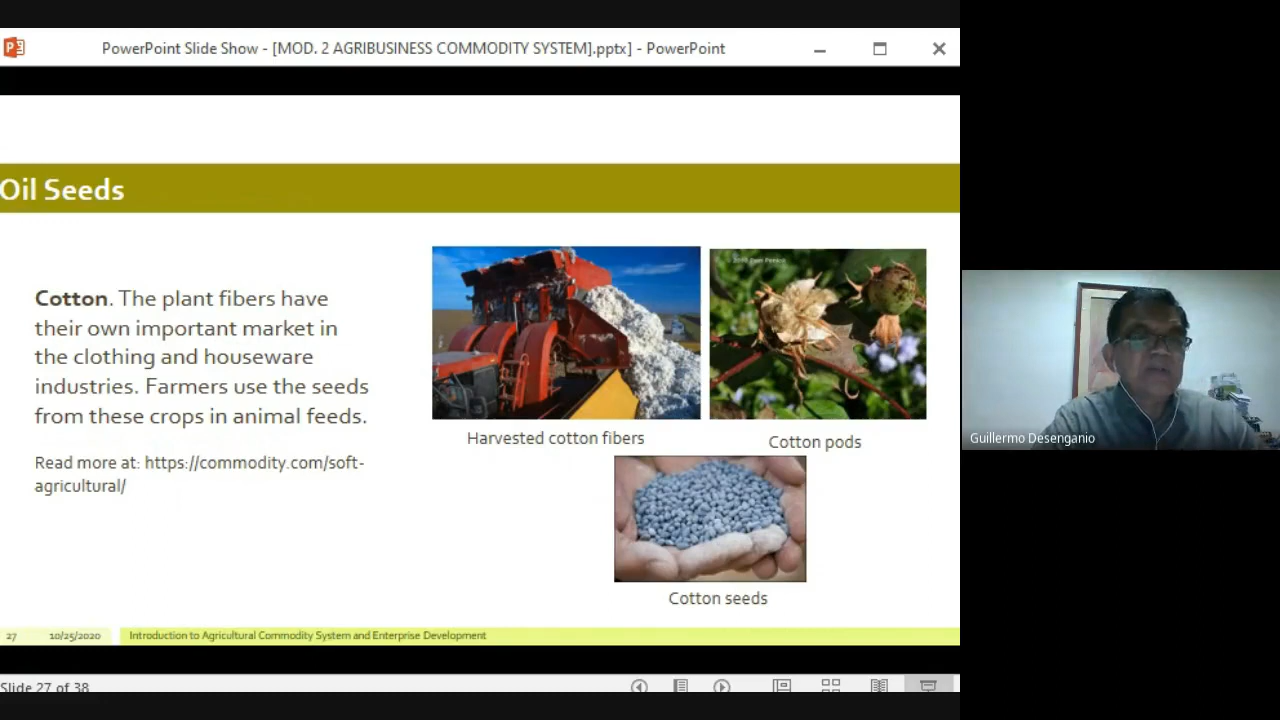 PowerPoint Slide Show - [MOD. 2 AGRIBUSINESS COMMODITY SYSTEM].pptx] - PowerPoint
Oil Seeds
Cotton. The plant fibers have
their own important market in
the clothing and houseware
industries. Farmers use the seeds
from these crops in animal feeds.
Read more at: https://commodity.com/soft-
agricultural/
Harvested cotton fibers
Cotton pods
Cotton seeds
27
10/25/2020
Introduction to Agricultural Commodity System and Enterprise Development
Slide 27 of 38
Guillermo Desenganio